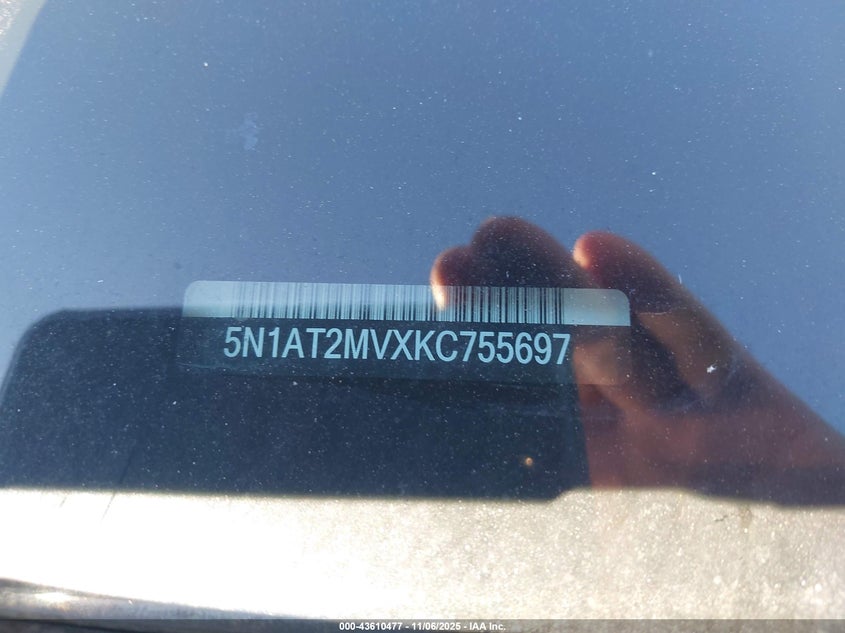 5N1AT2MVXKC755697
000-43610477 - 11/06/2025 - IAA Inc.